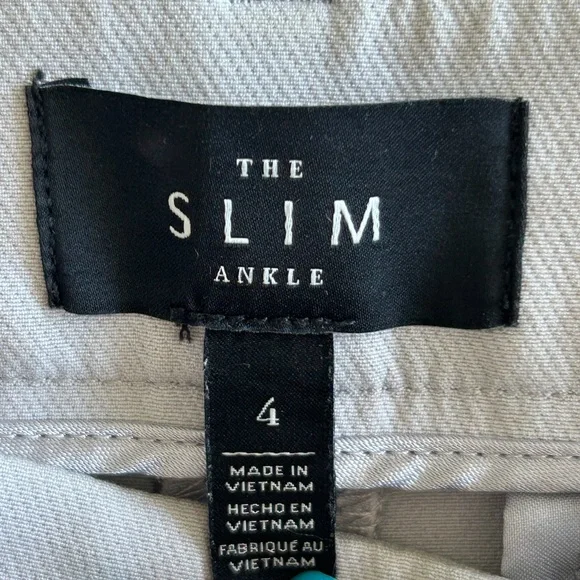 THE
SLIM
ANKLE
4
MADE IN
VIETNAM
HECHO EN
VIETNAM
FABRIQUÉ AU
VIETNAM